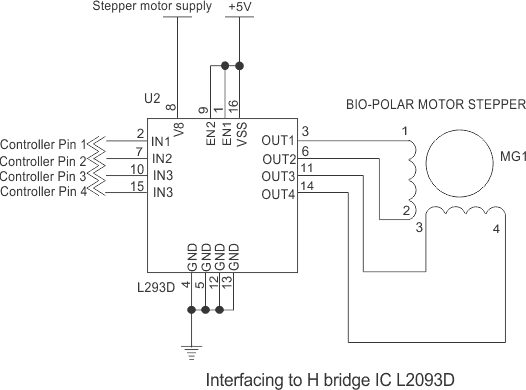 Stepper motor supply
+5V
U2
8
9
1
16
V8
EN2
EN1
VSS
BIO-POLAR MOTOR STEPPER
Controller Pin 1
2
IN1
OUT1
3
1
Controller Pin 2
7
IN2
OUT2
6
MG1
Controller Pin 3
10
IN3
OUT3
11
Controller Pin 4
15
IN3
OUT4
14
2
3
4
GND
GND
GND
GND
L293D
4
5
12
13
Interfacing to H bridge IC L2093D